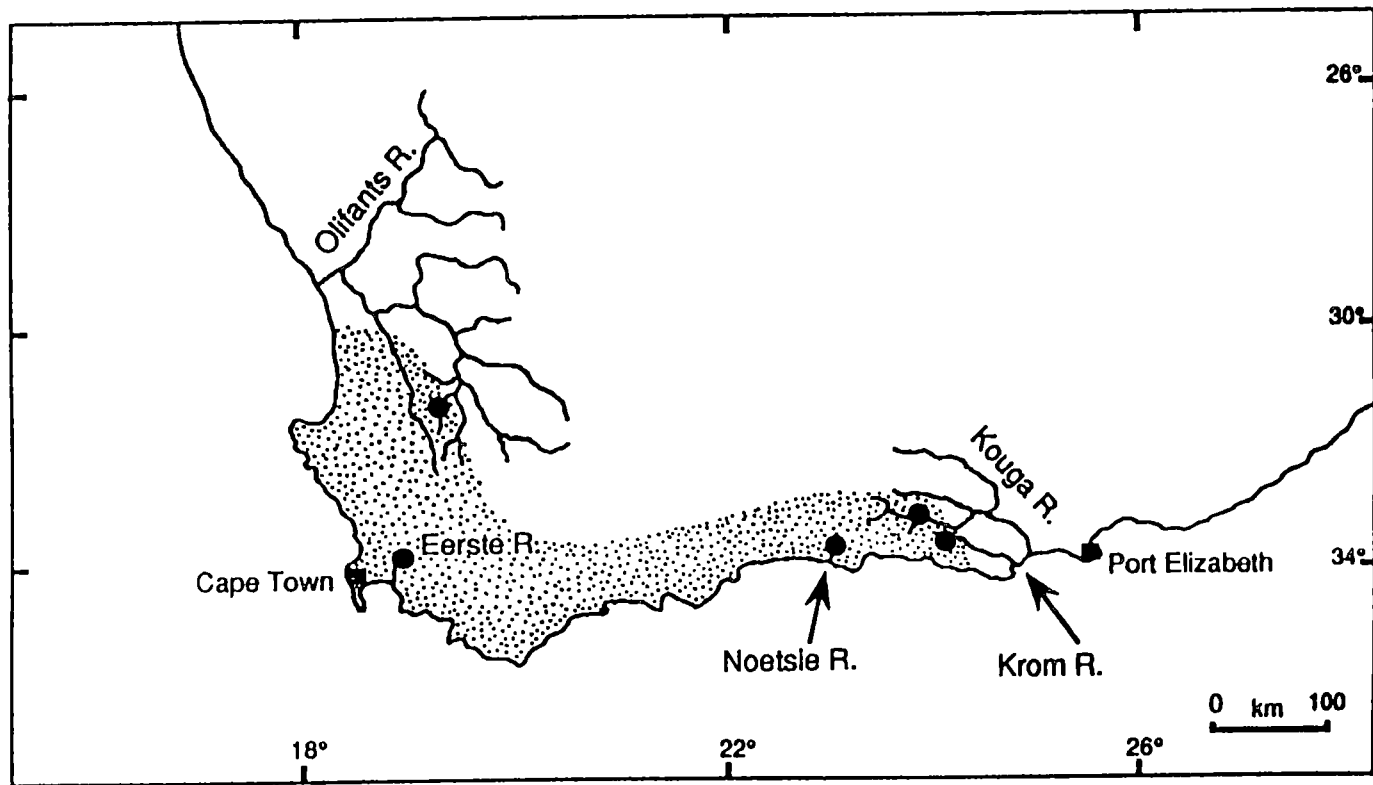 26°
Olifants R.
30°
Kouga R.
Eerste R.
Cape Town
Port Elizabeth
34°
Noetsie R.
Krom R.
0 km 100
18°
22°
26°